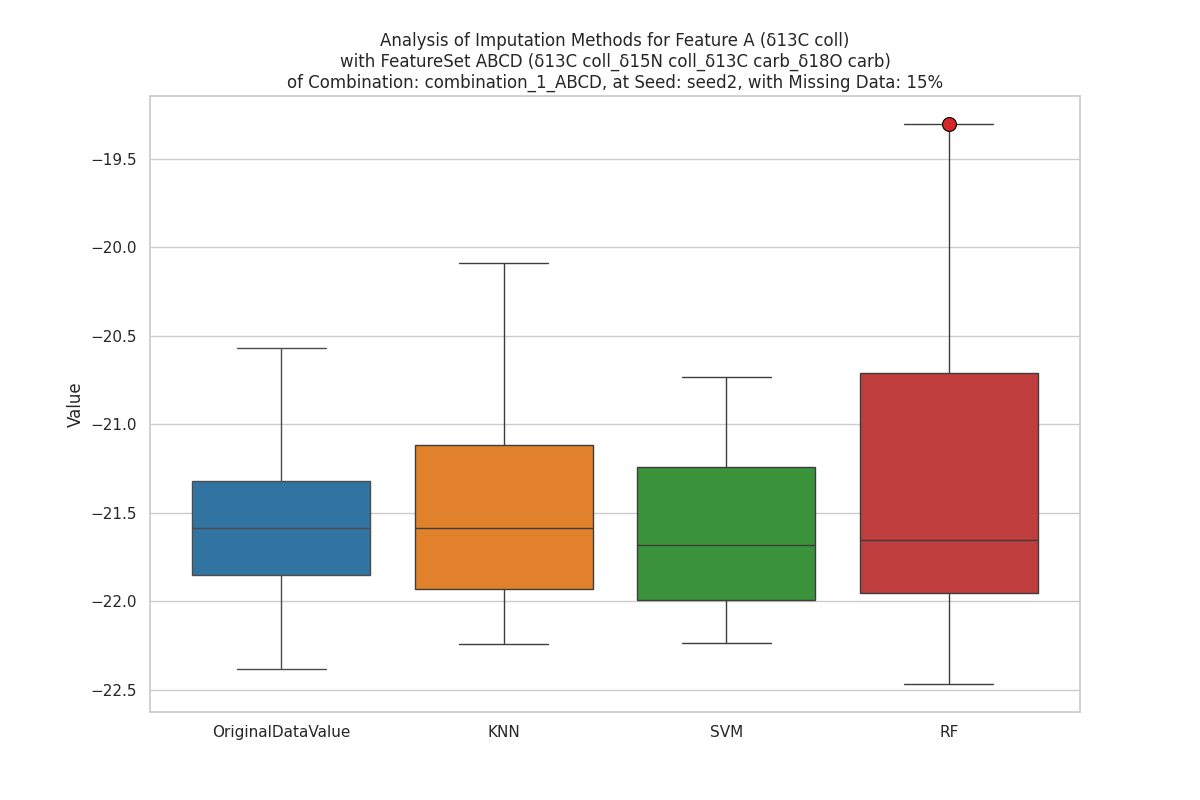 Analysis of Imputation Methods for Feature A (δ13C coll)
with FeatureSet ABCD (δ13C coll_δ15N coll_δ13C carb_δ18O carb)
of Combination: combination_1_ABCD, at Seed: seed2, with Missing Data: 15%
−19.5
−20.0
−20.5
−21.0
−21.5
−22.0
−22.5
Value
OriginalDataValue
KNN
SVM
RF